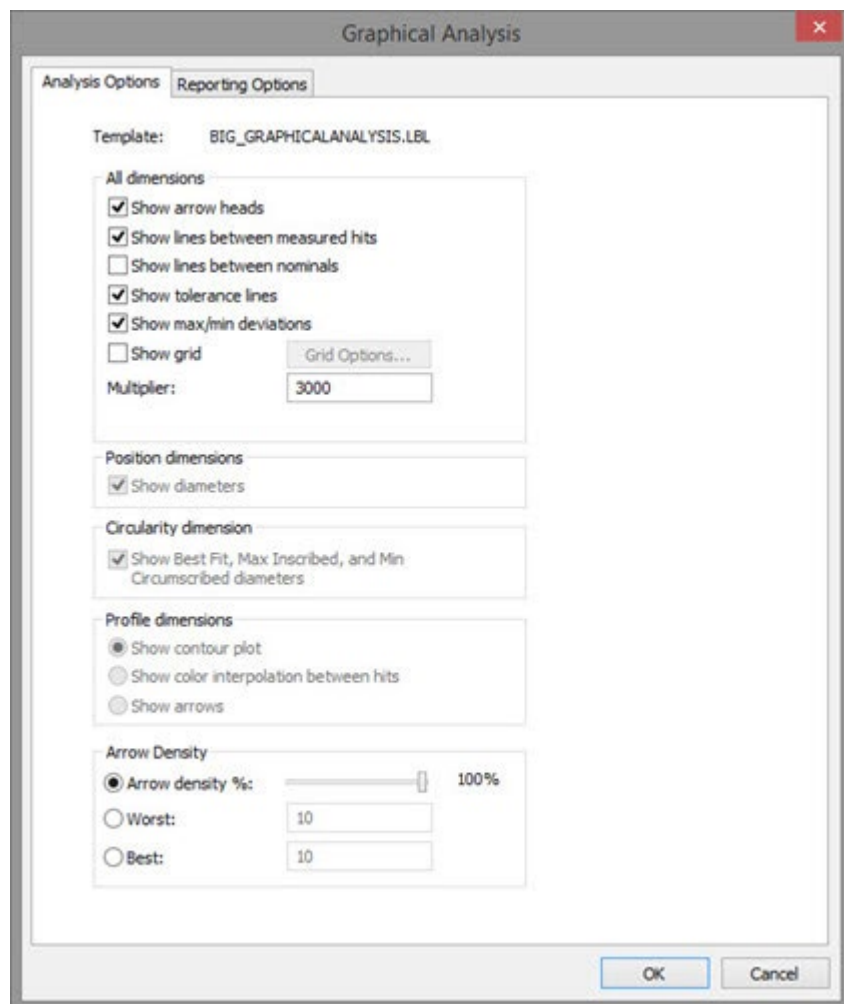 Graphical Analysis
Analysis Options
Reporting Options
Template: BIG_GRAPHICALANALYSIS.LBL
All dimensions
Show arrow heads
Show lines between measured hits
Show lines between nominals
Show tolerance lines
Show max/min deviations
Show grid
Grid Options...
Multiplier: 3000
Position dimensions
Show diameters
Circularity dimension
Show Best Fit, Max Inscribed, and Min
Circumscribed diameters
Profile dimensions
Show contour plot
Show color interpolation between hits
Show arrows
Arrow Density
Arrow density %: 100%
Worst: 10
Best: 10
OK
Cancel